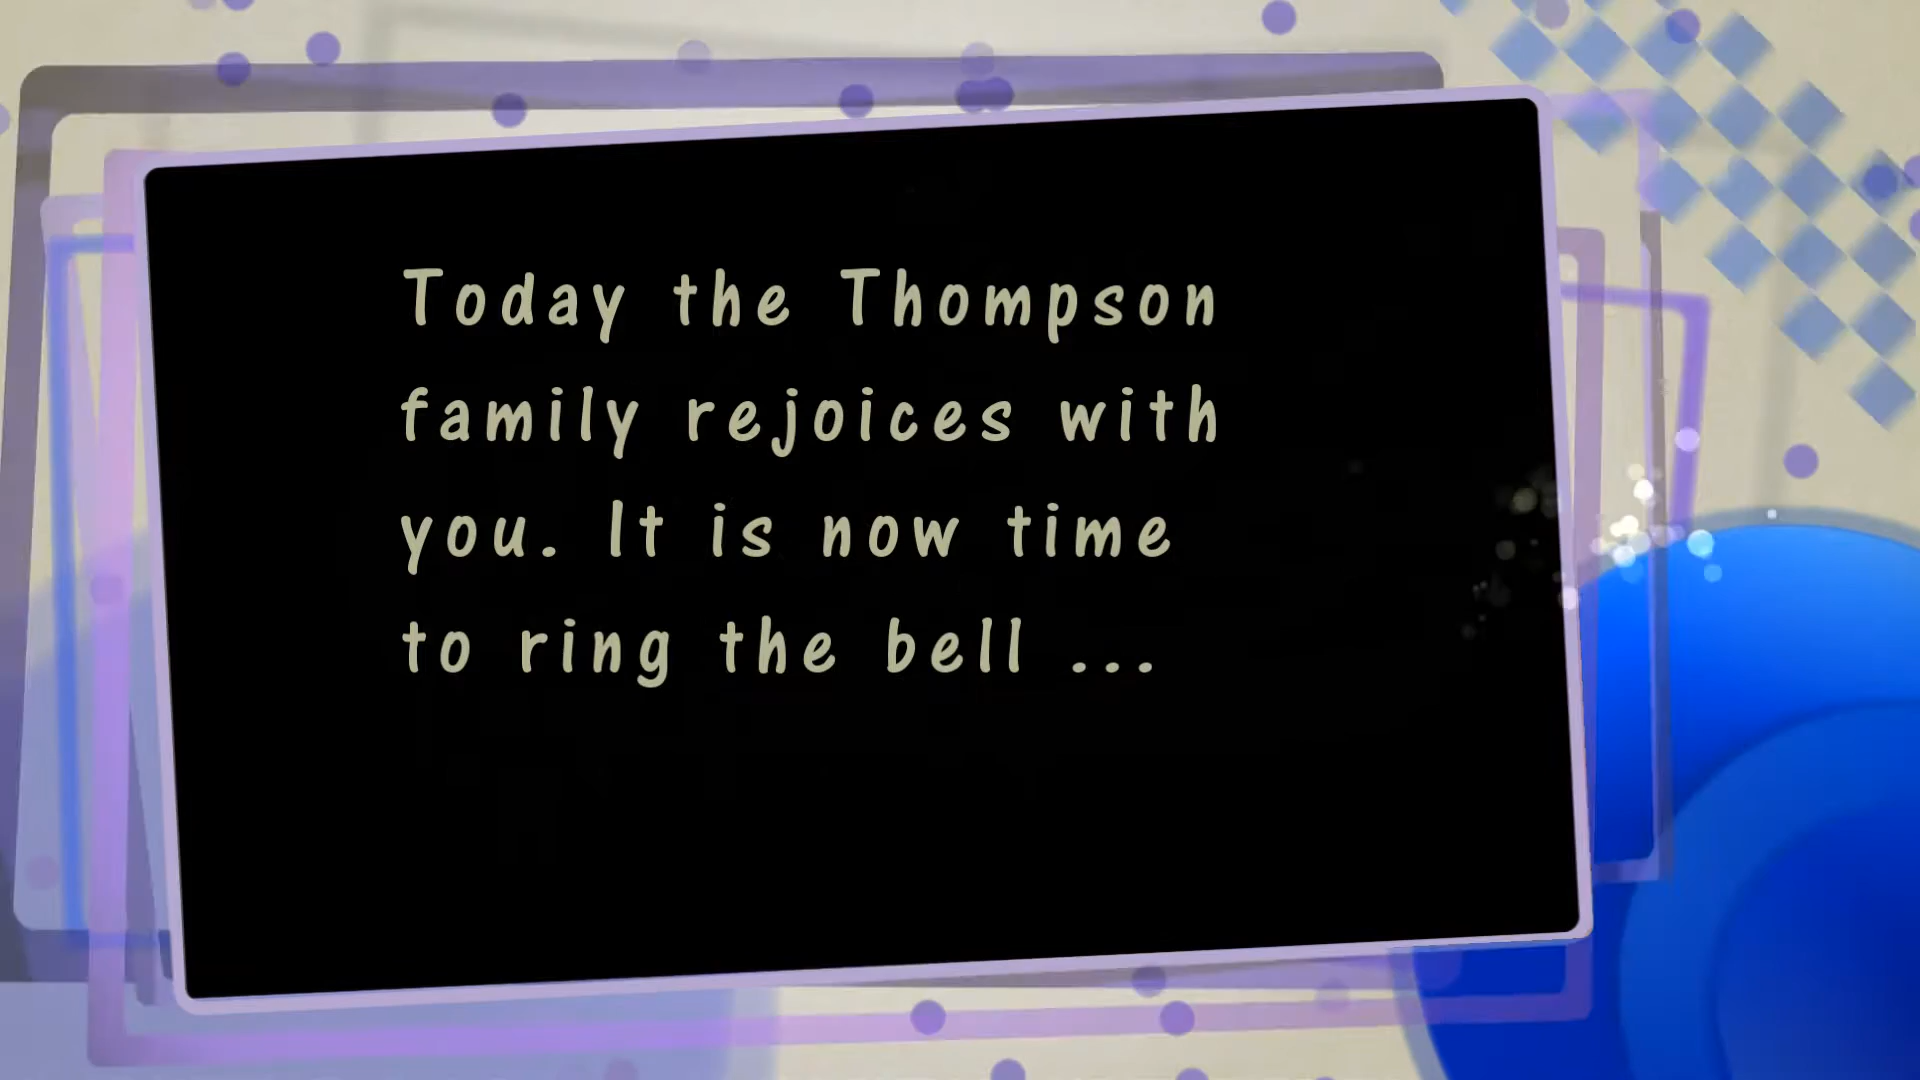 Today the Thompson
family rejoices with
you. It is now time
to ring the bell ...